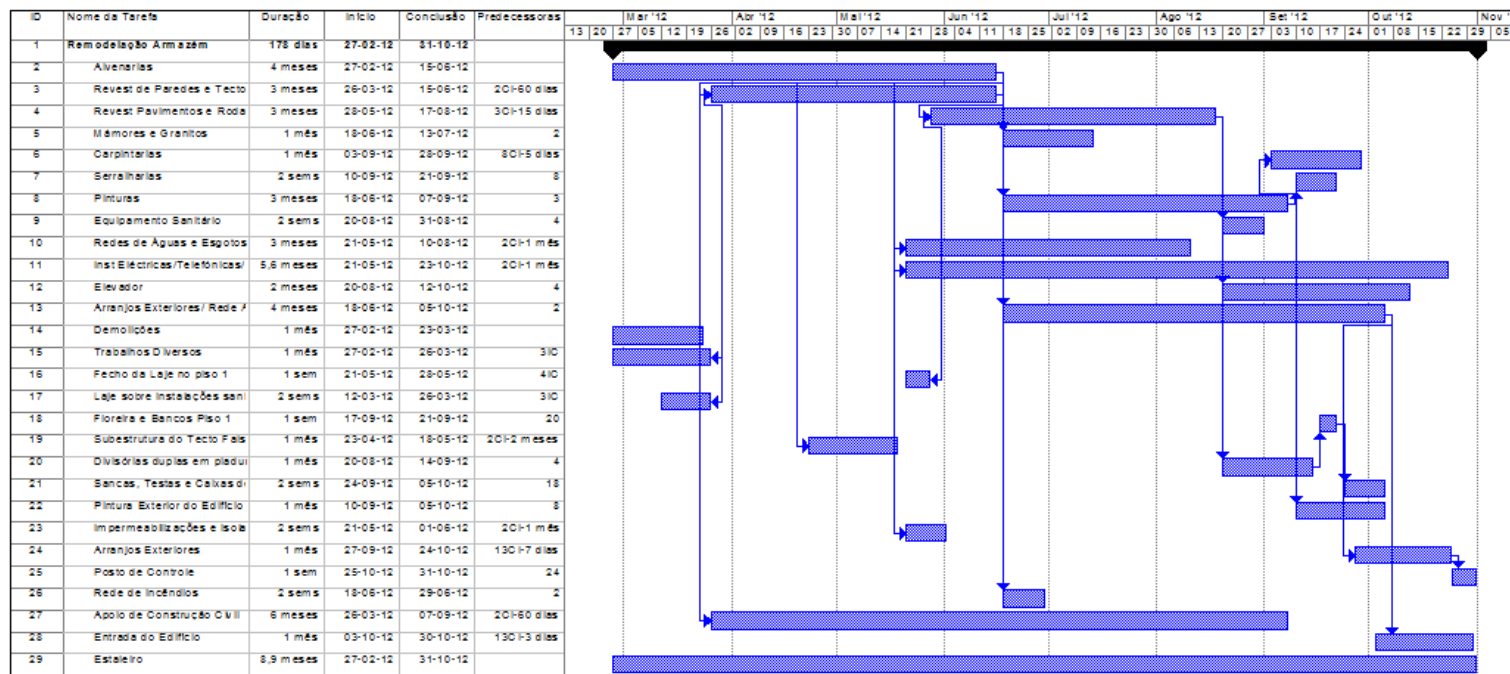 ID Nome da Tarefa Duração Início Conclusão Predecessoras Mar '12 Abr '12 Mai '12 Jun '12 Jul '12 Ago '12 Set '12 Out '12 Nov '
13 20 27 05 12 19 26 02 09 16 23 30 07 14 21 28 04 11 18 25 02 09 16 23 30 06 13 20 27 03 10 17 24 01 08 15 22 29 05
1 Remodelação Armazém 178 dias 27-02-12 31-10-12
2 Alvenarias 4 meses 27-02-12 15-06-12
3 Revest de Paredes e Tecto 3 meses 26-03-12 15-06-12 2CI-60 dias
4 Revest Pavimentos e Roda 3 meses 28-05-12 17-08-12 3CI-15 dias
5 Mámores e Granitos 1 mês 18-06-12 13-07-12 2
6 Carpintarias 1 mês 03-09-12 28-09-12 8CI-5 dias
7 Serralharias 2 sems 10-09-12 21-09-12 8
8 Pinturas 3 meses 18-06-12 07-09-12 3
9 Equipamento Sanitário 2 sems 20-08-12 31-08-12 4
10 Redes de Águas e Esgotos 3 meses 21-05-12 10-08-12 2CI-1 mês
11 Inst Eléctricas/Telefónicas/ 5,6 meses 21-05-12 23-10-12 2CI-1 mês
12 Elevador 2 meses 20-08-12 12-10-12 4
13 Arranjos Exteriores/ Rede 4 meses 18-06-12 05-10-12 2
14 Demolições 1 mês 27-02-12 23-03-12
15 Trabalhos Diversos 1 mês 27-02-12 26-03-12 3IC
16 Fecho da Laje no piso 1 1 sem 21-05-12 28-05-12 4IC
17 Laje sobre Instalações san 2 sems 12-03-12 26-03-12 3IC
18 Floreira e Bancos Piso 1 1 sem 17-09-12 21-09-12 20
19 Subestrutura do Tecto Fals 1 mês 23-04-12 18-05-12 2CI-2 meses
20 Divisórias duplas em pladu 1 mês 20-08-12 14-09-12 4
21 Sancas, Testas e Caixas d 2 sems 24-09-12 05-10-12 18
22 Pintura Exterior do Edifício 1 mês 10-09-12 05-10-12 8
23 Impermeabilizações e Isola 2 sems 21-05-12 01-06-12 2CI-1 mês
24 Arranjos Exteriores 1 mês 27-09-12 24-10-12 13CI-7 dias
25 Posto de Controle 1 sem 25-10-12 31-10-12 24
26 Rede de Incêndios 2 sems 18-06-12 29-06-12 2
27 Apoio de Construção Civil 6 meses 26-03-12 07-09-12 2CI-60 dias
28 Entrada do Edifício 1 mês 03-10-12 30-10-12 13CI-3 dias
29 Estaleiro 8,9 meses 27-02-12 31-10-12